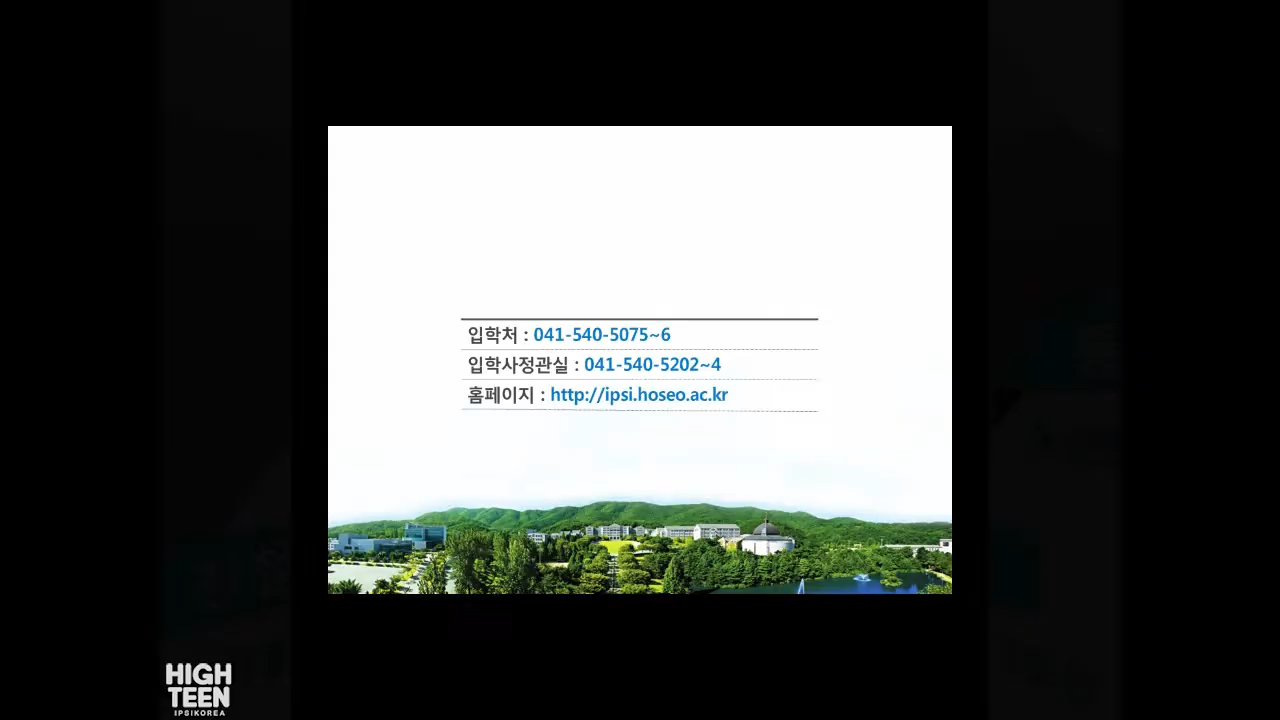 입학처 : 041-540-5075~6
입학사정관실 : 041-540-5202~4
홈페이지 : http://ipsi.hoseo.ac.kr
HIGH
TEEN
IPSIKOREA